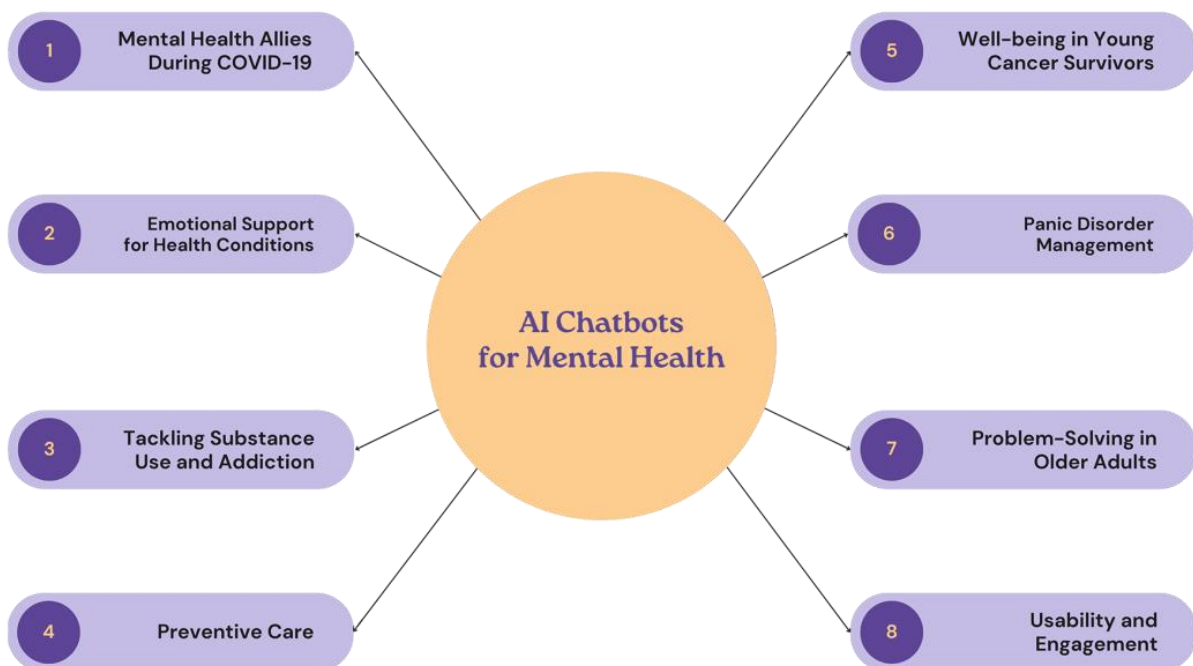 1
Mental Health Allies
During COVID-19
2
Emotional Support
for Health Conditions
3
Tackling Substance
Use and Addiction
4
Preventive Care
AI Chatbots
for Mental Health
5
Well-being in Young
Cancer Survivors
6
Panic Disorder
Management
7
Problem-Solving in
Older Adults
8
Usability and
Engagement